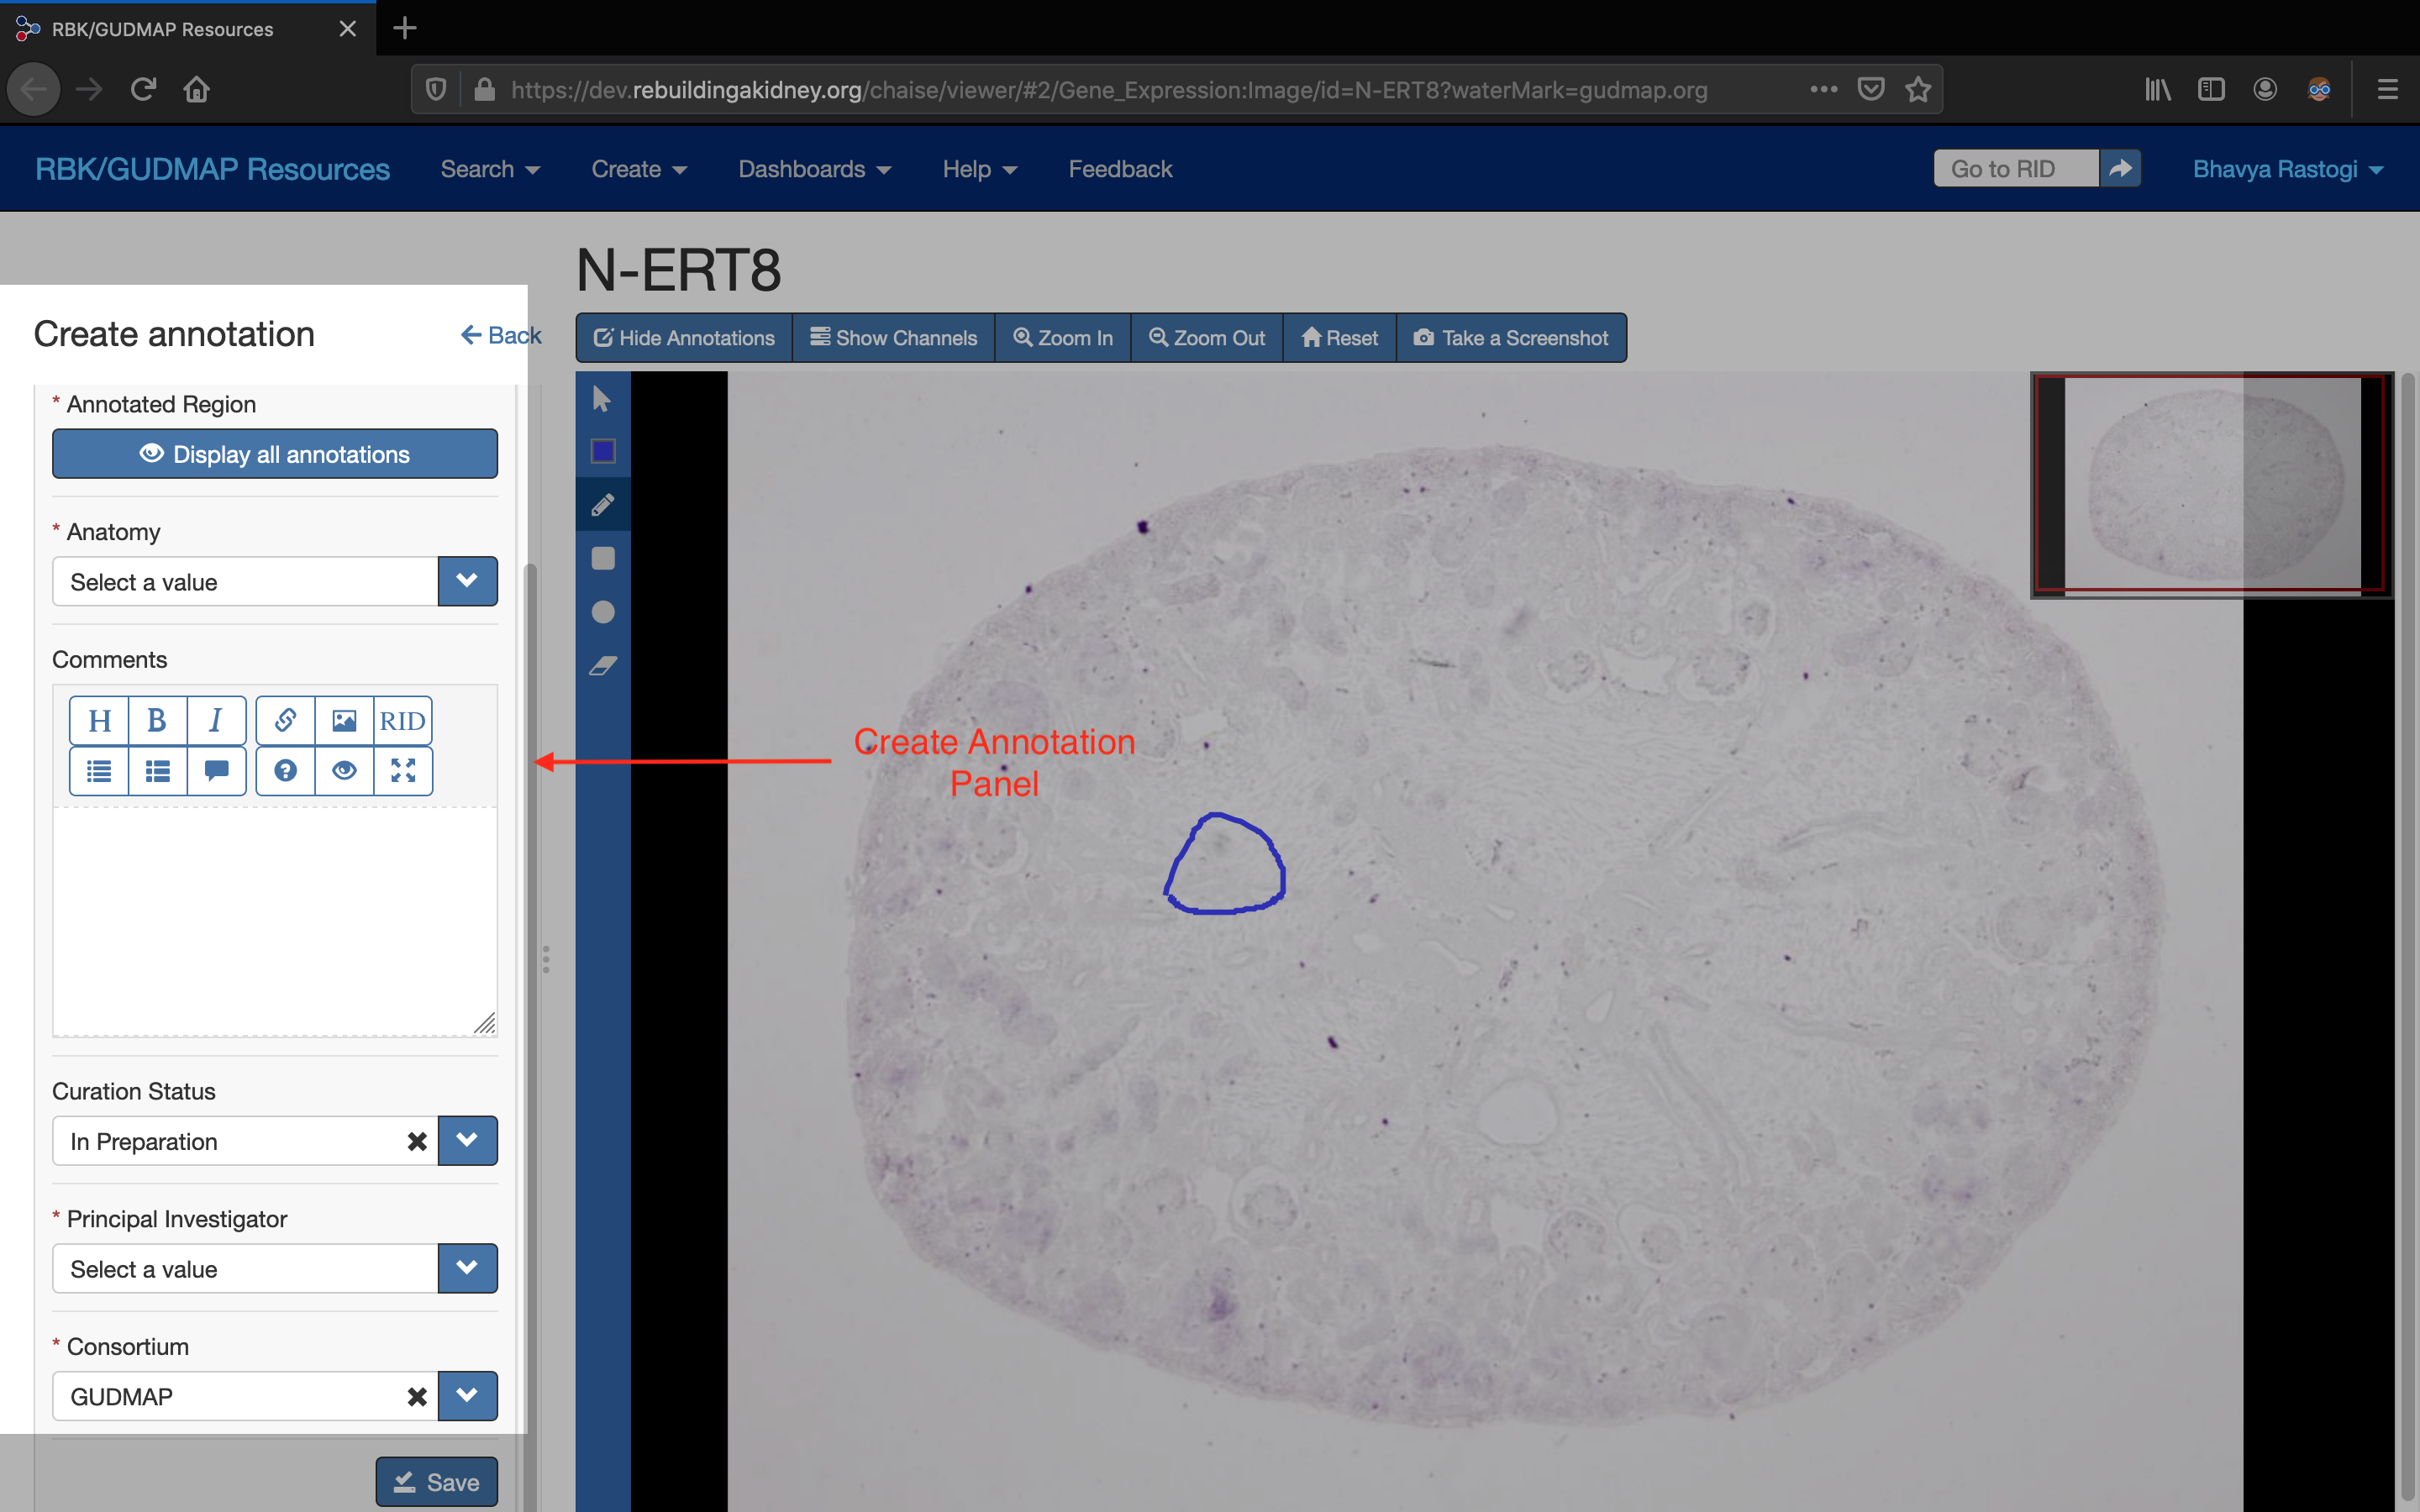 RBK/GUDMAP Resources
https://dev.rebuildingakidney.org/chaise/viewer/#2/Gene_Expression:Image/id=N-ERT8?waterMark=gudmap.org
RBK/GUDMAP Resources Search Create Dashboards Help Feedback Go to RID Bhavya Rastogi
N-ERT8
Create annotation Back
Hide Annotations Show Channels Zoom In Zoom Out Reset Take a Screenshot
* Annotated Region
Display all annotations
* Anatomy
Select a value
Comments
H B I RID
Create Annotation
Panel
Curation Status
In Preparation
* Principal Investigator
Select a value
* Consortium
GUDMAP
Save